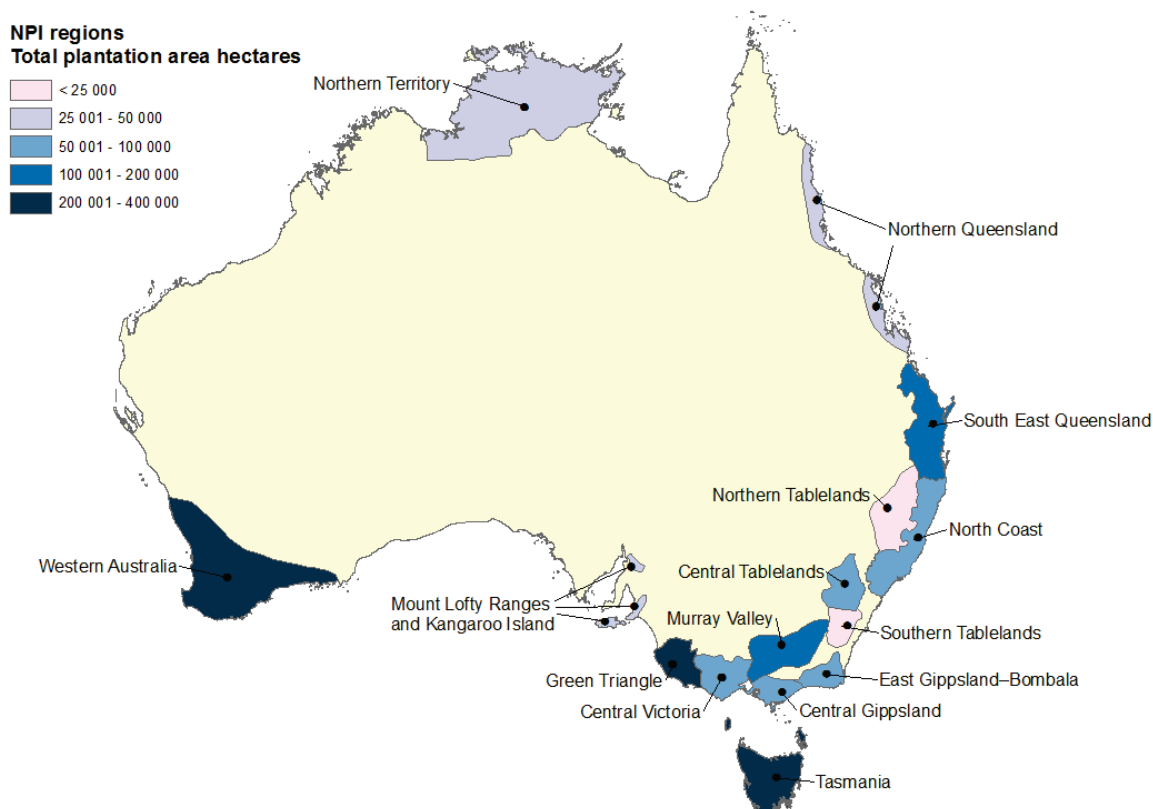 NPI regions
Total plantation area hectares
< 25 000
25 001 - 50 000
50 001 - 100 000
100 001 - 200 000
200 001 - 400 000
Northern Territory
Northern Queensland
South East Queensland
Northern Tablelands
North Coast
Western Australia
Central Tablelands
Mount Lofty Ranges
and Kangaroo Island
Murray Valley
Southern Tablelands
Green Triangle
East Gippsland–Bombala
Central Victoria
Central Gippsland
Tasmania